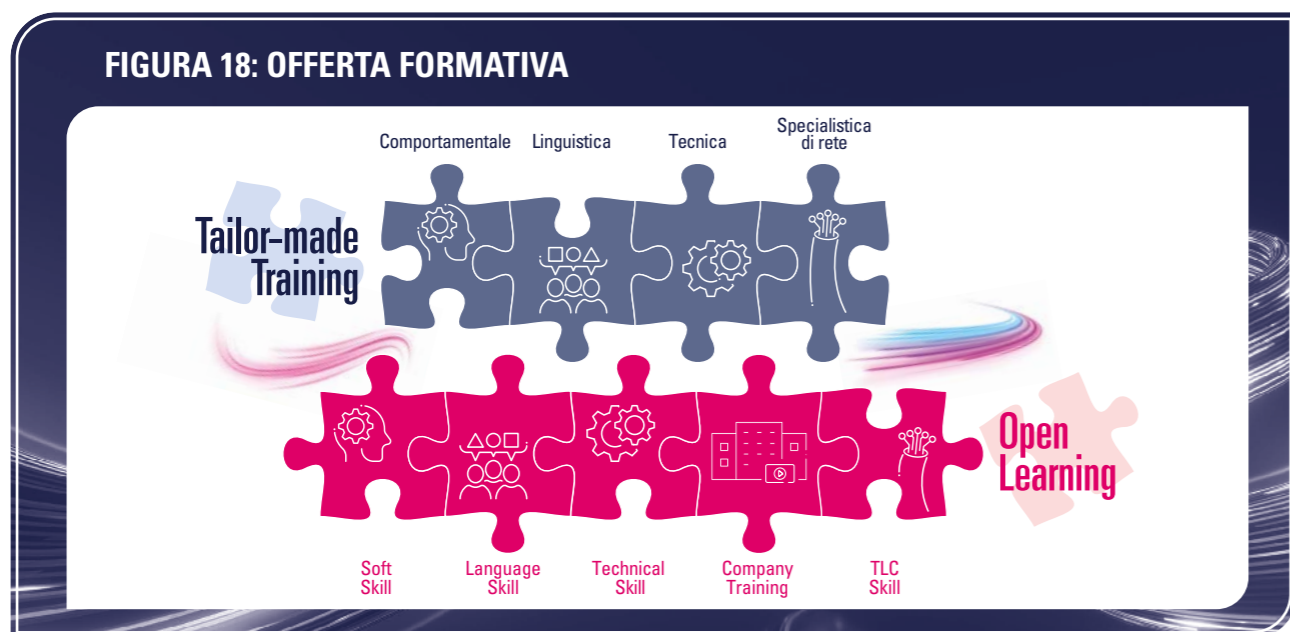 FIGURA 18: OFFERTA FORMATIVA
Comportamentale
Linguistica
Tecnica
Specialistica
di rete
Tailor-made
Training
Open
Learning
Soft
Skill
Language
Skill
Technical
Skill
Company
Training
TLC
Skill